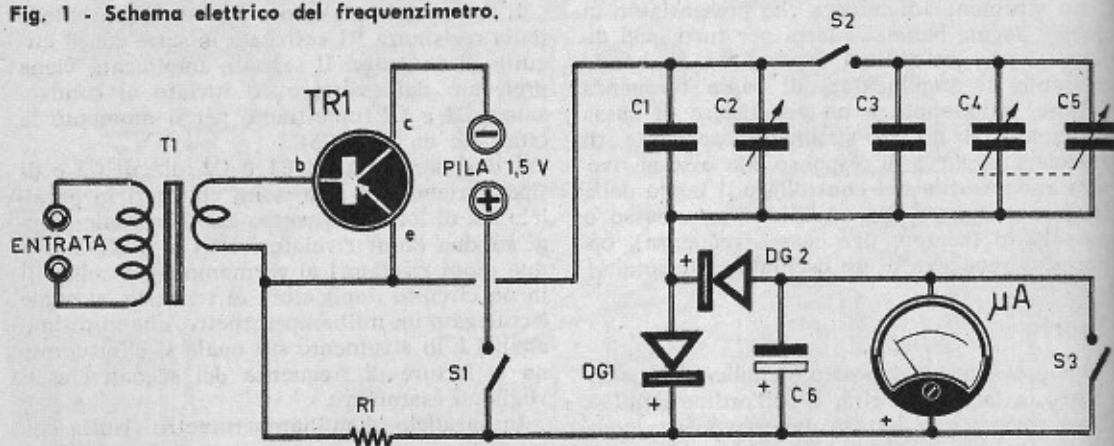 Fig. 1 - Schema elettrico del frequenzimetro.
S2
TR1
c
C1
C2
C3
C4
C5
T1
b
PILA 1,5 V
ENTRATA
e
+
DG 2
µA
S1
DG1
C 6
S3
+
+
+
R1